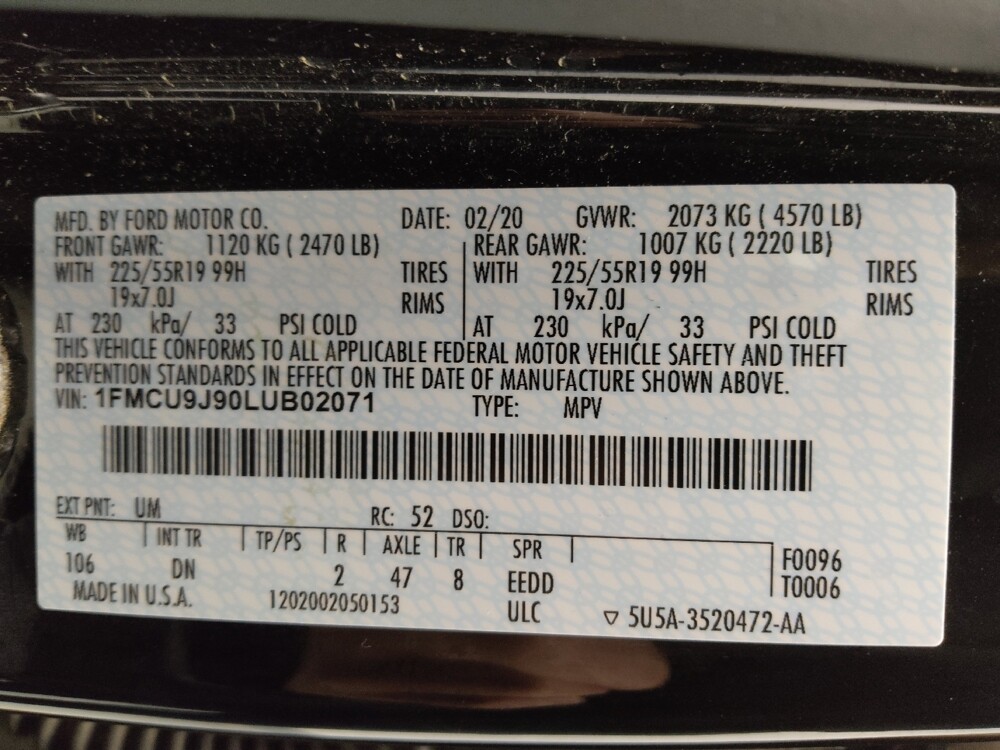 MFD. BY FORD MOTOR CO. DATE: 02/20 GVWR: 2073 KG ( 4570 LB)
FRONT GAWR: 1120 KG ( 2470 LB) REAR GAWR: 1007 KG ( 2220 LB)
WITH 225/55R19 99H TIRES WITH 225/55R19 99H TIRES
19x7.0J RIMS 19x7.0J RIMS
AT 230 kPa/ 33 PSI COLD AT 230 kPa/ 33 PSI COLD
THIS VEHICLE CONFORMS TO ALL APPLICABLE FEDERAL MOTOR VEHICLE SAFETY AND THEFT
PREVENTION STANDARDS IN EFFECT ON THE DATE OF MANUFACTURE SHOWN ABOVE.
VIN: 1FMCU9J90LUB02071 TYPE: MPV
EXT PNT: UM RC: 52 DSO:
WB INT TR TP/PS R AXLE TR SPR F0096
106 DN 2 47 8 EEDD T0006
MADE IN U.S.A. 1202002050153 ULC ▽ 5U5A-3520472-AA